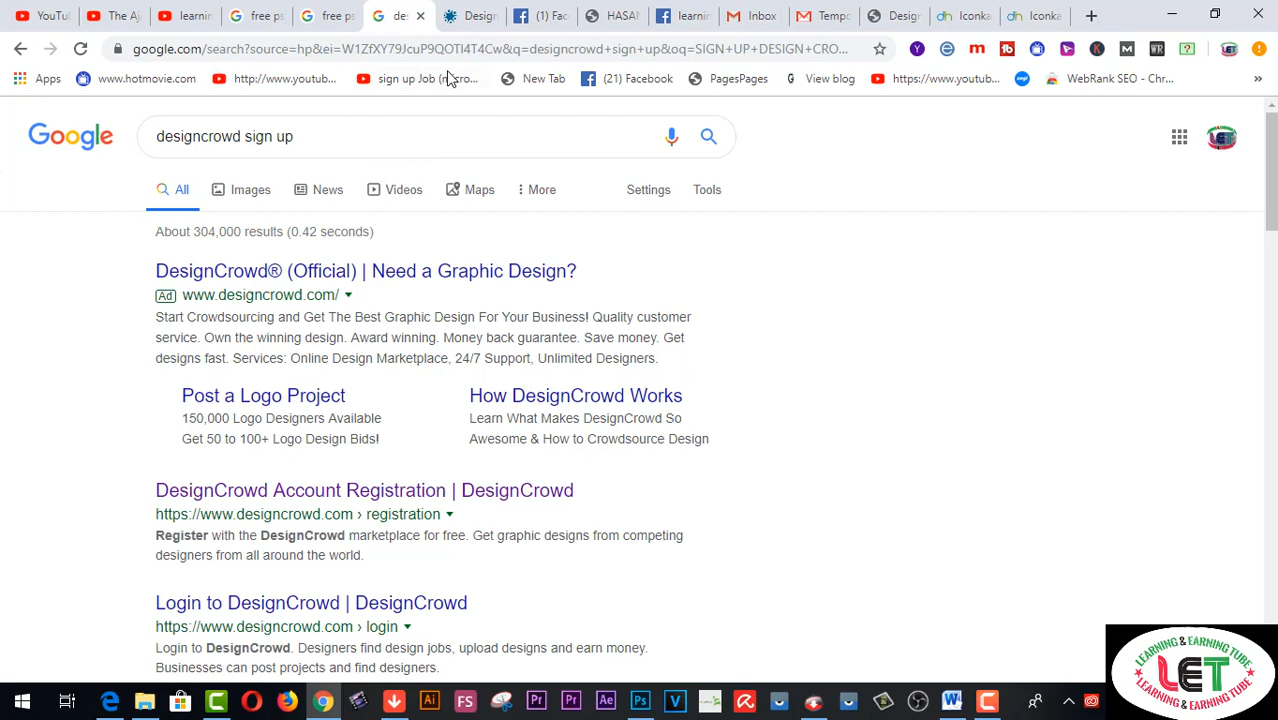 YouTu
The Aj
learnin
free ps
free ps
des
Design
(1) Fac
HASAN
learnin
Inbox
Tempo
Design
Iconka
Iconka
google.com/search?source=hp&ei=W1ZfXY79JcuP9QOTI4T4Cw&q=designcrowd+sign+up&oq=SIGN+UP+DESIGN+CRO...
Apps
www.hotmovie.com
http://www.youtub...
sign up Job (micro...
New Tab
(21) Facebook
PagesPages
View blog
https://www.youtub...
WebRank SEO - Chr...
Google
designcrowd sign up
All Images News Videos Maps More Settings Tools
About 304,000 results (0.42 seconds)
DesignCrowd® (Official) | Need a Graphic Design?
Ad www.designcrowd.com/
Start Crowdsourcing and Get The Best Graphic Design For Your Business! Quality customer
service. Own the winning design. Award winning. Money back guarantee. Save money. Get
designs fast. Services: Online Design Marketplace, 24/7 Support, Unlimited Designers.
Post a Logo Project
150,000 Logo Designers Available
Get 50 to 100+ Logo Design Bids!
How DesignCrowd Works
Learn What Makes DesignCrowd So
Awesome & How to Crowdsource Design
DesignCrowd Account Registration | DesignCrowd
https://www.designcrowd.com › registration
Register with the DesignCrowd marketplace for free. Get graphic designs from competing
designers from all around the world.
Login to DesignCrowd | DesignCrowd
https://www.designcrowd.com › login
Login to DesignCrowd. Designers find design jobs, upload designs and earn money.
Businesses can post projects and find designers.
LEARNING & EARNING TUBE
LET
LEARNING & EARNING TUBE